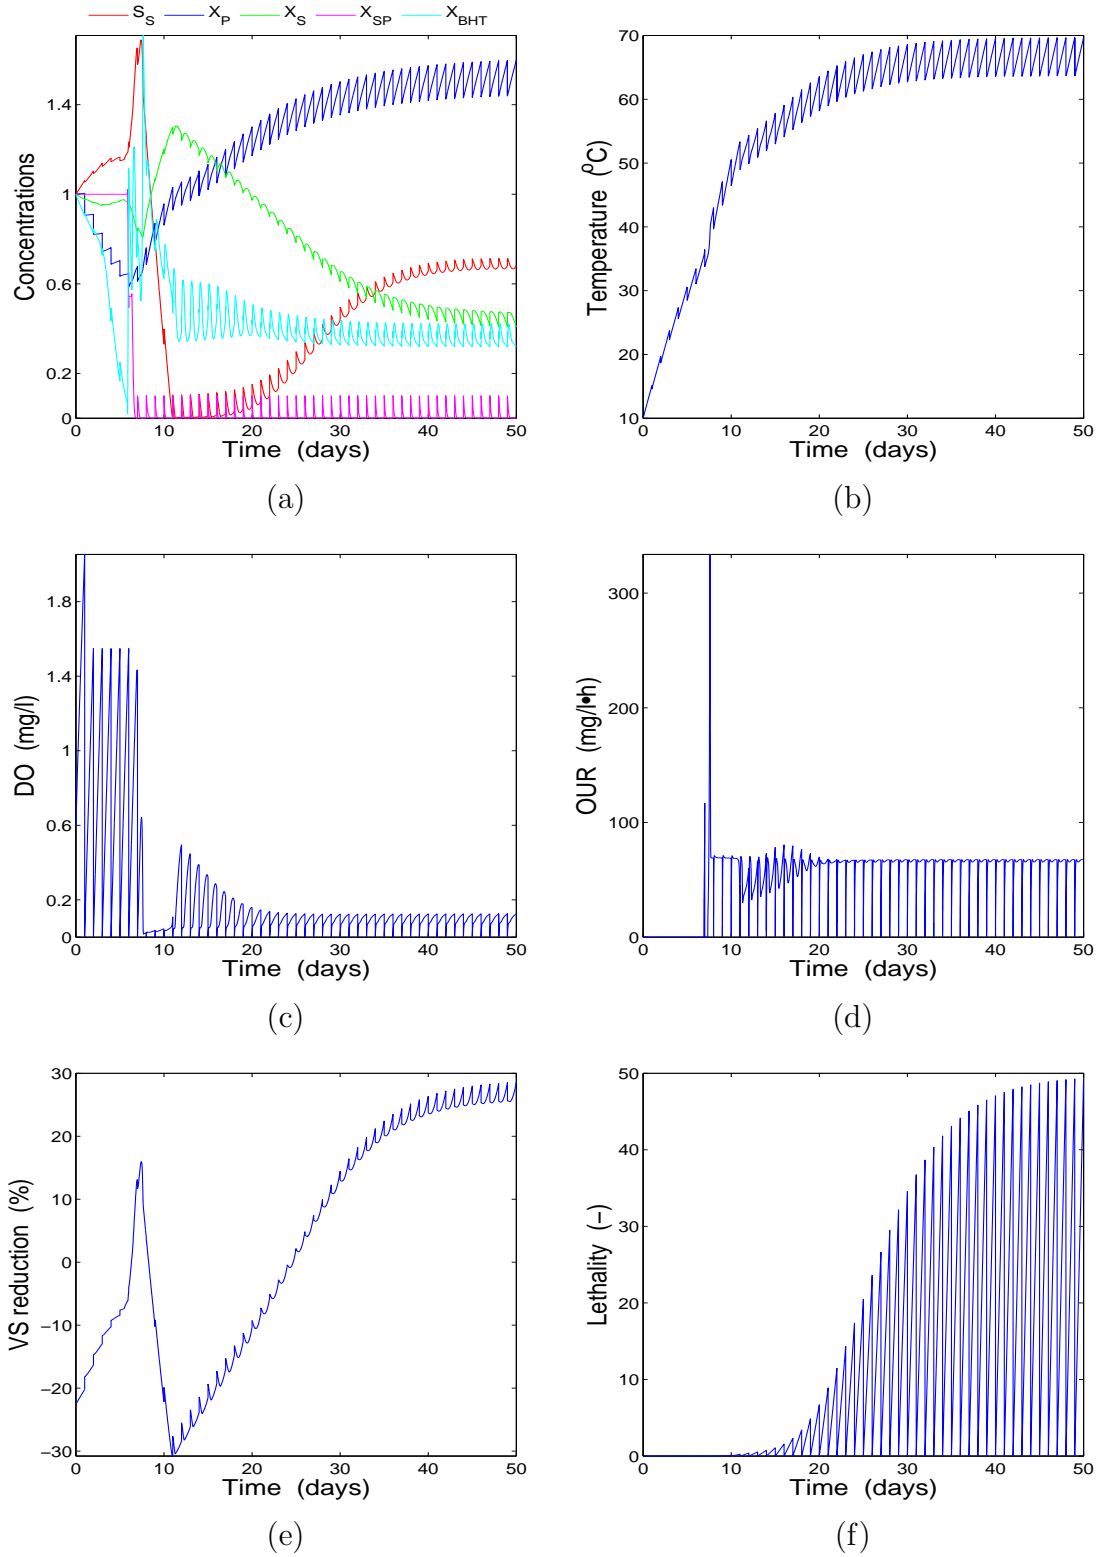 S_S X_P X_S X_SP X_BHT
Concentrations
1.4
1
0.6
0.2
0
0 10 20 30 40 50
Time (days)
(a)
Temperature (⁰C)
70
60
50
40
30
20
10
0 10 20 30 40 50
Time (days)
(b)
DO (mg/l)
1.8
1.4
1
0.6
0.2
0
0 10 20 30 40 50
Time (days)
(c)
OUR (mg/l•h)
300
200
100
0
0 10 20 30 40 50
Time (days)
(d)
VS reduction (%)
30
20
10
0
−10
−20
−30
0 10 20 30 40 50
Time (days)
(e)
Lethality (−)
50
40
30
20
10
0
0 10 20 30 40 50
Time (days)
(f)